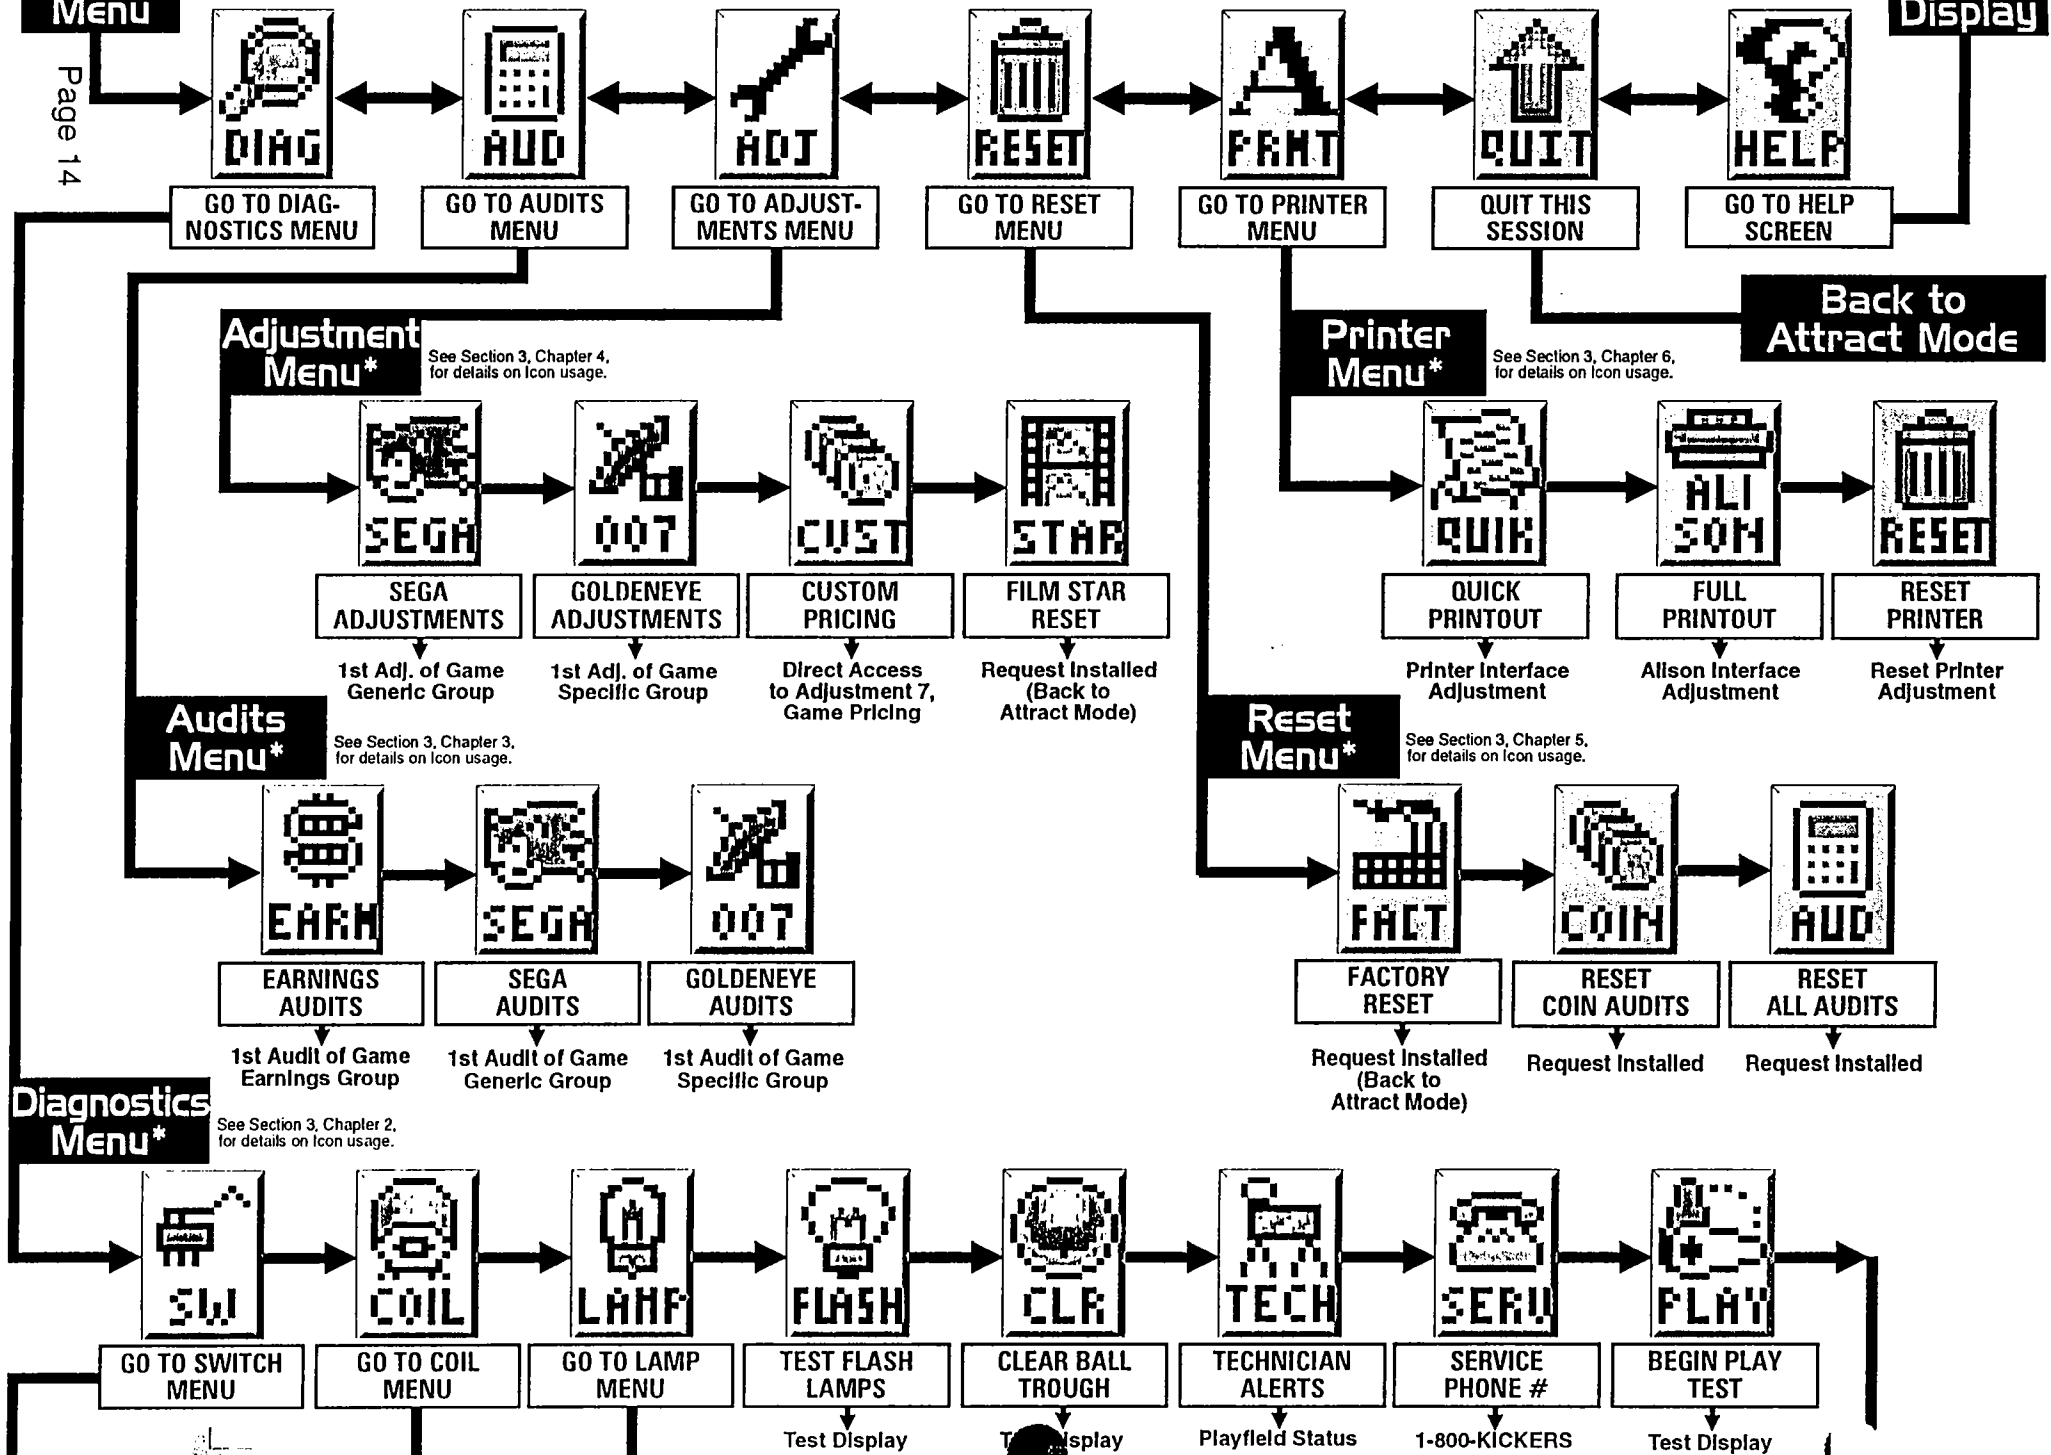 Menu
Display
Page 14
DIAG
AUD
ADJ
RESET
PRNT
QUIT
HELP
GO TO DIAG-
NOSTICS MENU
GO TO AUDITS
MENU
GO TO ADJUST-
MENTS MENU
GO TO RESET
MENU
GO TO PRINTER
MENU
QUIT THIS
SESSION
GO TO HELP
SCREEN
Back to
Attract Mode
Adjustment
Menu*
See Section 3, Chapter 4,
for details on Icon usage.
Printer
Menu*
See Section 3, Chapter 6,
for details on Icon usage.
SEGA
007
CUST
STAR
QUIK
ALI
SON
RESET
SEGA
ADJUSTMENTS
GOLDENEYE
ADJUSTMENTS
CUSTOM
PRICING
FILM STAR
RESET
QUICK
PRINTOUT
FULL
PRINTOUT
RESET
PRINTER
1st Adj. of Game
Generic Group
1st Adj. of Game
Specific Group
Direct Access
to Adjustment 7,
Game Pricing
Request Installed
(Back to
Attract Mode)
Printer Interface
Adjustment
Alison Interface
Adjustment
Reset Printer
Adjustment
Audits
Menu*
See Section 3, Chapter 3,
for details on Icon usage.
Reset
Menu*
See Section 3, Chapter 5,
for details on Icon usage.
EARN
SEGA
007
FACT
COIN
AUD
EARNINGS
AUDITS
SEGA
AUDITS
GOLDENEYE
AUDITS
FACTORY
RESET
RESET
COIN AUDITS
RESET
ALL AUDITS
1st Audit of Game
Earnings Group
1st Audit of Game
Generic Group
1st Audit of Game
Specific Group
Request Installed
(Back to
Attract Mode)
Request Installed
Request Installed
Diagnostics
Menu*
See Section 3, Chapter 2,
for details on Icon usage.
SW
COIL
LAMP
FLASH
CLR
TECH
SERV
PLAY
GO TO SWITCH
MENU
GO TO COIL
MENU
GO TO LAMP
MENU
TEST FLASH
LAMPS
CLEAR BALL
TROUGH
TECHNICIAN
ALERTS
SERVICE
PHONE #
BEGIN PLAY
TEST
Test Display
Playfield Status
1-800-KICKERS
Test Display